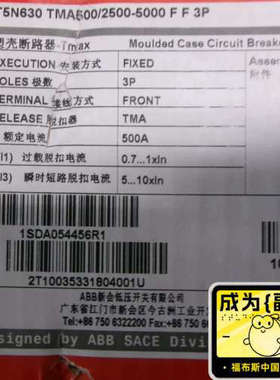 T5N630 TMA500/2500-5000 F F 3P
塑壳断路器-Tmax
Moulded Case Circuit Breake
EXECUTION 安装方式
FIXED
POLES 极数
3P
TERMINAL
FRONT
RELEASE 脱扣器
TMA
额定电流
500A
I1) 过载脱扣电流
0.7...1xIn
I3) 瞬时短路脱扣电流
5...10xIn
1SDA054456R1
2T10035331804001U
ABB新会低压开关有限公司
广东省江门市新会区今古洲工业开
Tel:+86 750 6322200 Fax:+86 750
esigned by ABB SACE Divi
成为{福
福布斯中国